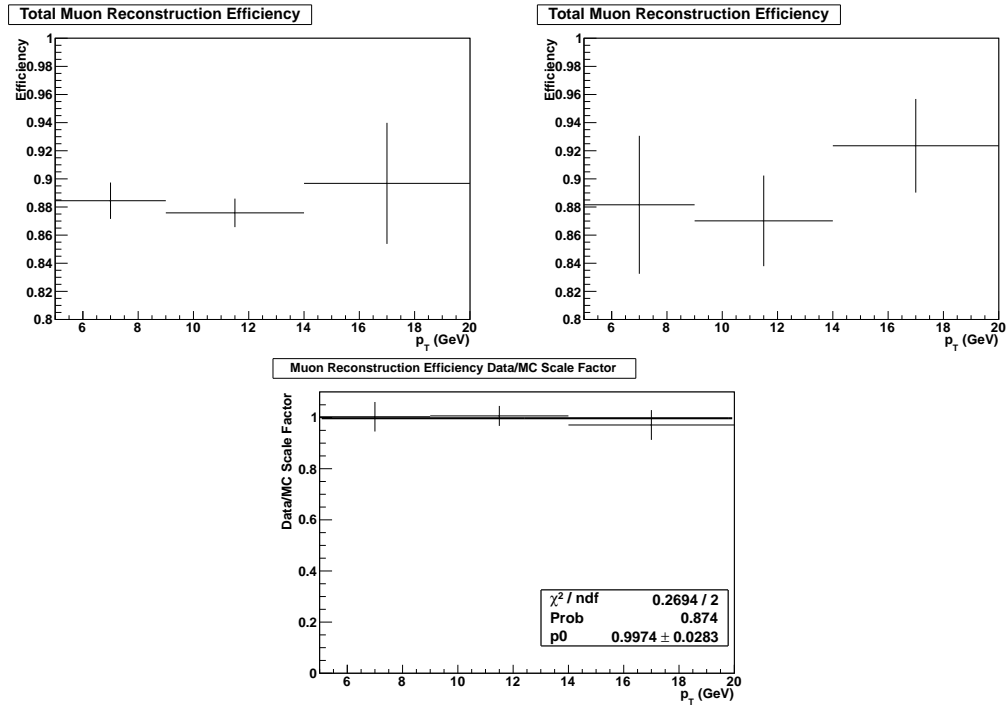 Total Muon Reconstruction Efficiency
Efficiency
1
0.98
0.96
0.94
0.92
0.9
0.88
0.86
0.84
0.82
0.8
6 8 10 12 14 16 18 20
p_T (GeV)
Total Muon Reconstruction Efficiency
Efficiency
1
0.98
0.96
0.94
0.92
0.9
0.88
0.86
0.84
0.82
0.8
6 8 10 12 14 16 18 20
p_T (GeV)
Muon Reconstruction Efficiency Data/MC Scale Factor
Data/MC Scale Factor
1
0.8
0.6
0.4
0.2
0
χ² / ndf 0.2694 / 2
Prob 0.874
p0 0.9974 ± 0.0283
6 8 10 12 14 16 18 20
p_T (GeV)